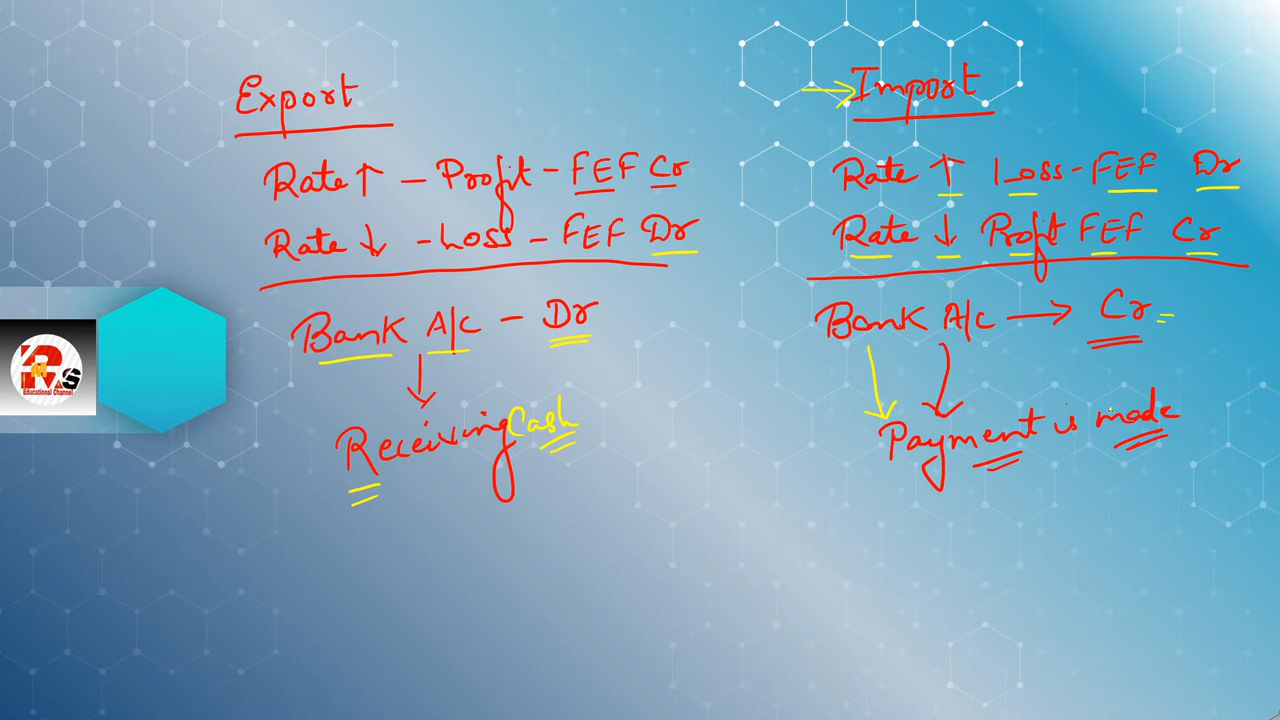 Export
Rate ↑ – Profit – FEF Cr
Rate ↓ – Loss – FEF Dr
Bank A/c – Dr
Receiving Cash
→ Import
Rate ↑ Loss - FEF Dr
Rate ↓ Profit FEF Cr
Bank A/c → Cr
Payment is made
Educational Channel